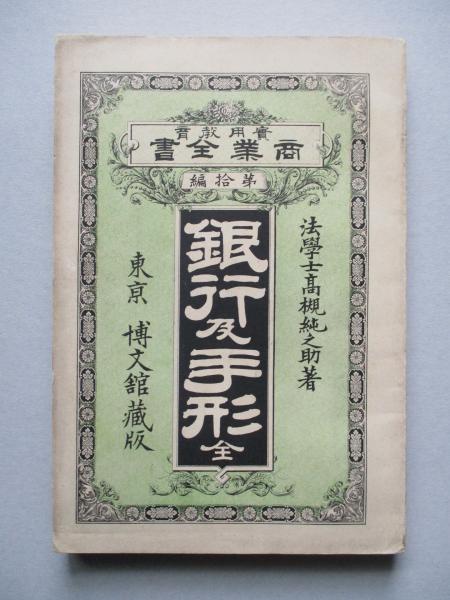 實用教育
商業全書
第拾編
法學士高槻純之助著
銀行及手形 全
東京 博文舘藏版